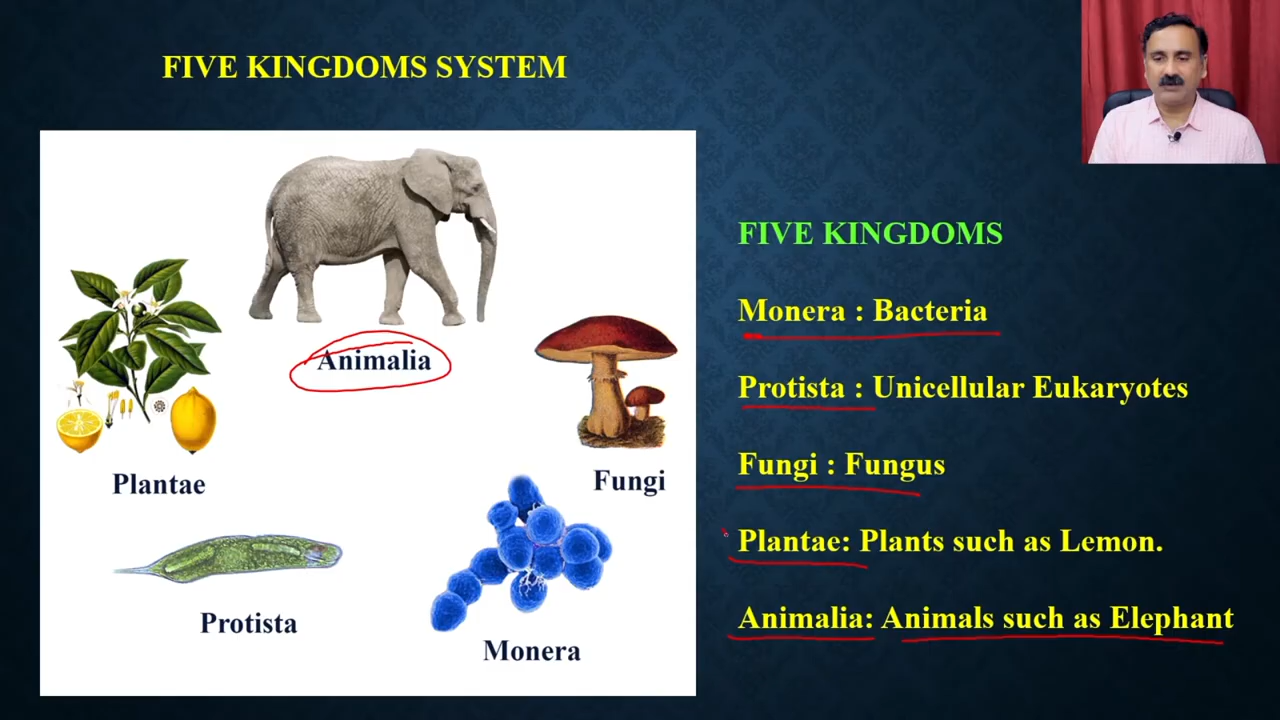 FIVE KINGDOMS SYSTEM
Animalia
Plantae
Fungi
Protista
Monera
FIVE KINGDOMS
Monera : Bacteria
Protista : Unicellular Eukaryotes
Fungi : Fungus
Plantae: Plants such as Lemon.
Animalia: Animals such as Elephant